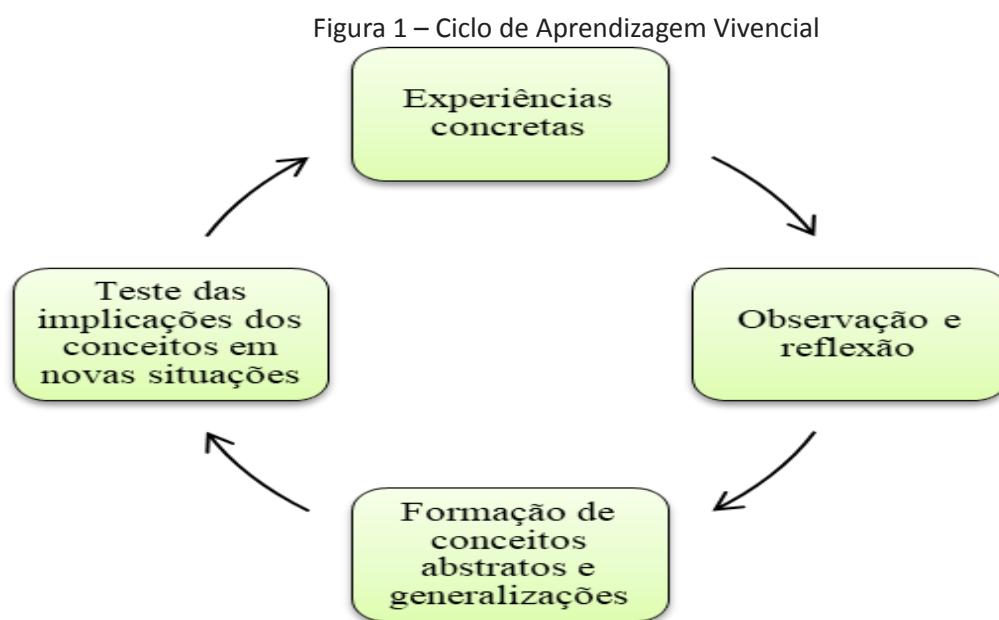 Figura 1 – Ciclo de Aprendizagem Vivencial
Experiências
concretas
Observação e
reflexão
Formação de
conceitos
abstratos e
generalizações
Teste das
implicações dos
conceitos em
novas situações